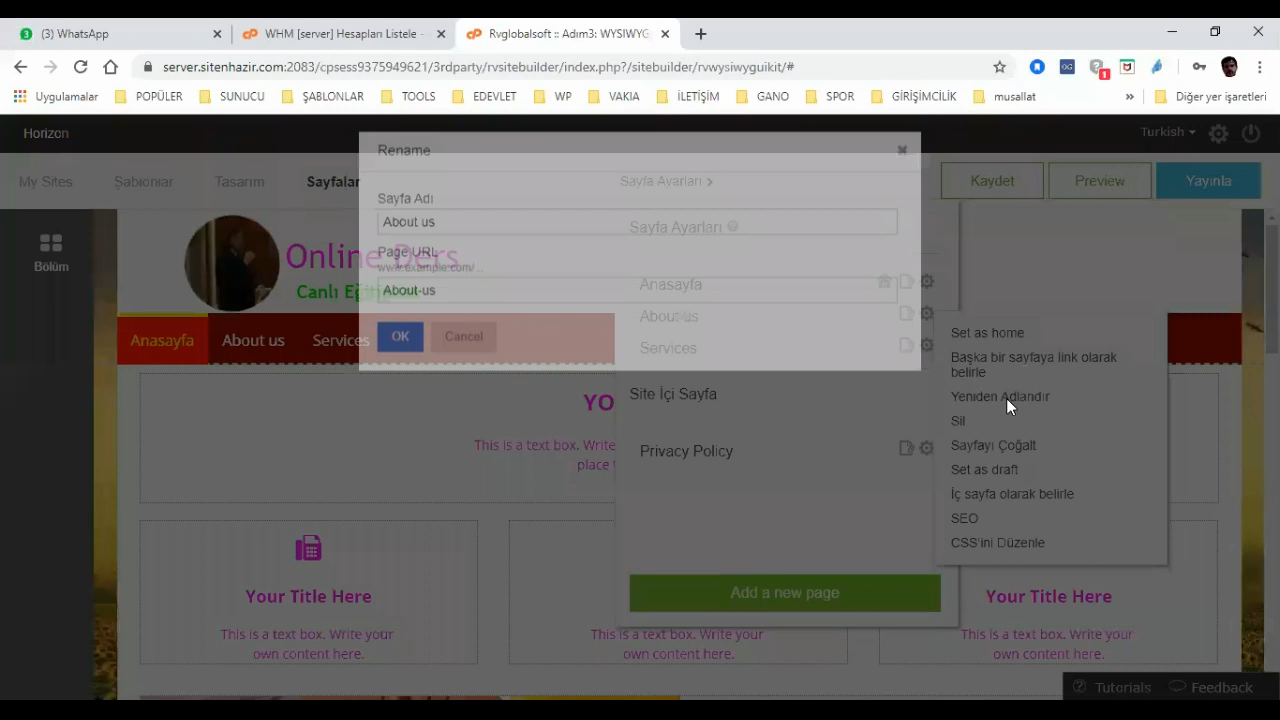 (3) WhatsApp
WHM [server] Hesapları Listele -
Rvglobalsoft :: Adım3: WYSIWYG
server.sitenhazir.com:2083/cpsess9375949621/3rdparty/rvsitebuilder/index.php?/sitebuilder/rvwysiwyguikit/#
Uygulamalar
POPÜLER
SUNUCU
ŞABLONLAR
TOOLS
EDEVLET
WP
VAKIA
İLETİŞİM
GANO
SPOR
GİRİŞİMCİLİK
musallat
Diğer yer işaretleri
Horizon
Turkish
My Sites
Şablonlar
Tasarım
Sayfalar
Sayfa Ayarları >
Kaydet
Preview
Yayınla
Rename
Sayfa Adı
About us
Page URL
www.example.com/ ...
About-us
OK
Cancel
Bölüm
Online Ders
Canlı Eğitim
Anasayfa
About us
Services
Sayfa Ayarları
Anasayfa
About us
Services
Site İçi Sayfa
Privacy Policy
Add a new page
Set as home
Başka bir sayfaya link olarak
belirle
Yeniden Adlandır
Sil
Sayfayı Çoğalt
Set as draft
İç sayfa olarak belirle
SEO
CSS'ini Düzenle
YO
This is a text box. Write
place t
Your Title Here
This is a text box. Write your
own content here.
This is a text box. Write your
own content here.
Your Title Here
This is a text box. Write your
own content here.
Tutorials
Feedback